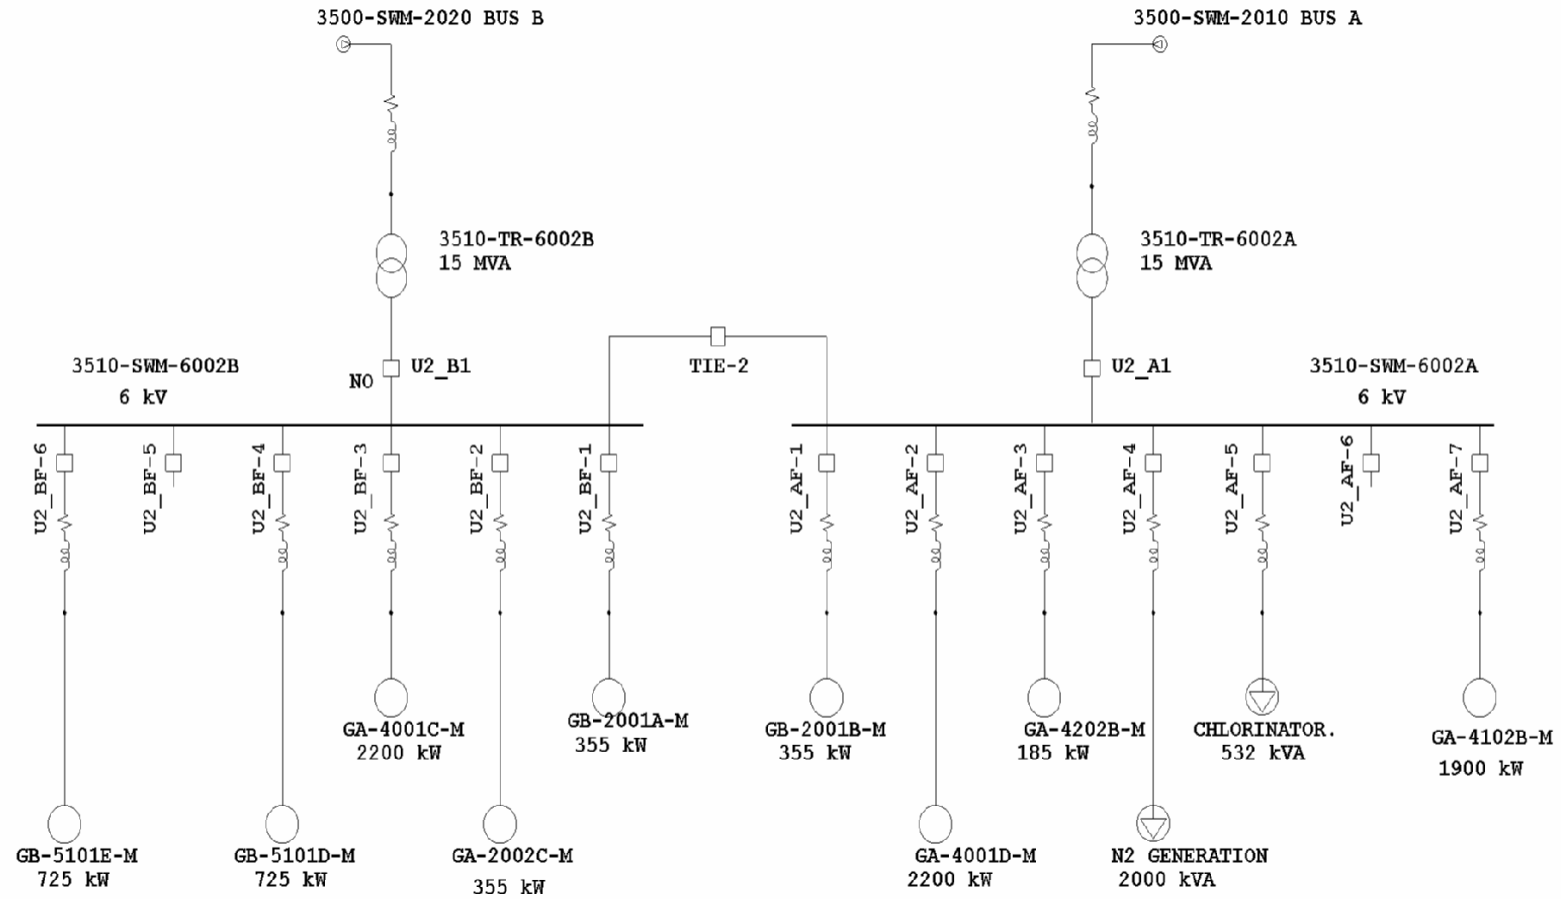 3500-SWM-2020 BUS B
3500-SWM-2010 BUS A
3510-TR-6002B
15 MVA
3510-TR-6002A
15 MVA
3510-SWM-6002B
6 kV
NO
U2_B1
TIE-2
U2_A1
3510-SWM-6002A
6 kV
U2_BF-6
U2_BF-5
U2_BF-4
U2_BF-3
U2_BF-2
U2_BF-1
U2_AF-1
U2_AF-2
U2_AF-3
U2_AF-4
U2_AF-5
U2_AF-6
U2_AF-7
GA-4001C-M
2200 kW
GB-2001A-M
355 kW
GB-2001B-M
355 kW
GA-4202B-M
185 kW
CHLORINATOR.
532 kVA
GA-4102B-M
1900 kW
GB-5101E-M
725 kW
GB-5101D-M
725 kW
GA-2002C-M
355 kW
GA-4001D-M
2200 kW
N2 GENERATION
2000 kVA